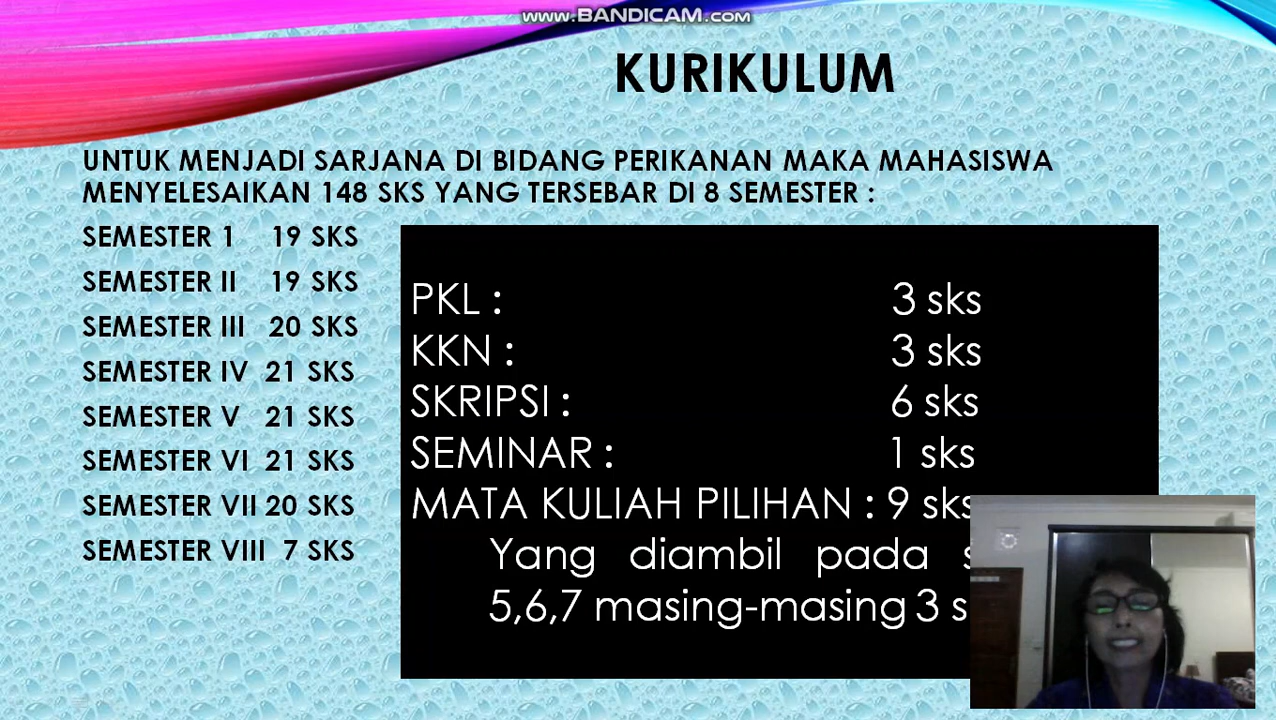 www.BANDICAM.com
KURIKULUM
UNTUK MENJADI SARJANA DI BIDANG PERIKANAN MAKA MAHASISWA
MENYELESAIKAN 148 SKS YANG TERSEBAR DI 8 SEMESTER :
SEMESTER 1 19 SKS
SEMESTER II 19 SKS
SEMESTER III 20 SKS
SEMESTER IV 21 SKS
SEMESTER V 21 SKS
SEMESTER VI 21 SKS
SEMESTER VII 20 SKS
SEMESTER VIII 7 SKS
PKL : 3 sks
KKN : 3 sks
SKRIPSI : 6 sks
SEMINAR : 1 sks
MATA KULIAH PILIHAN : 9 sks
Yang diambil pada
5,6,7 masing-masing 3